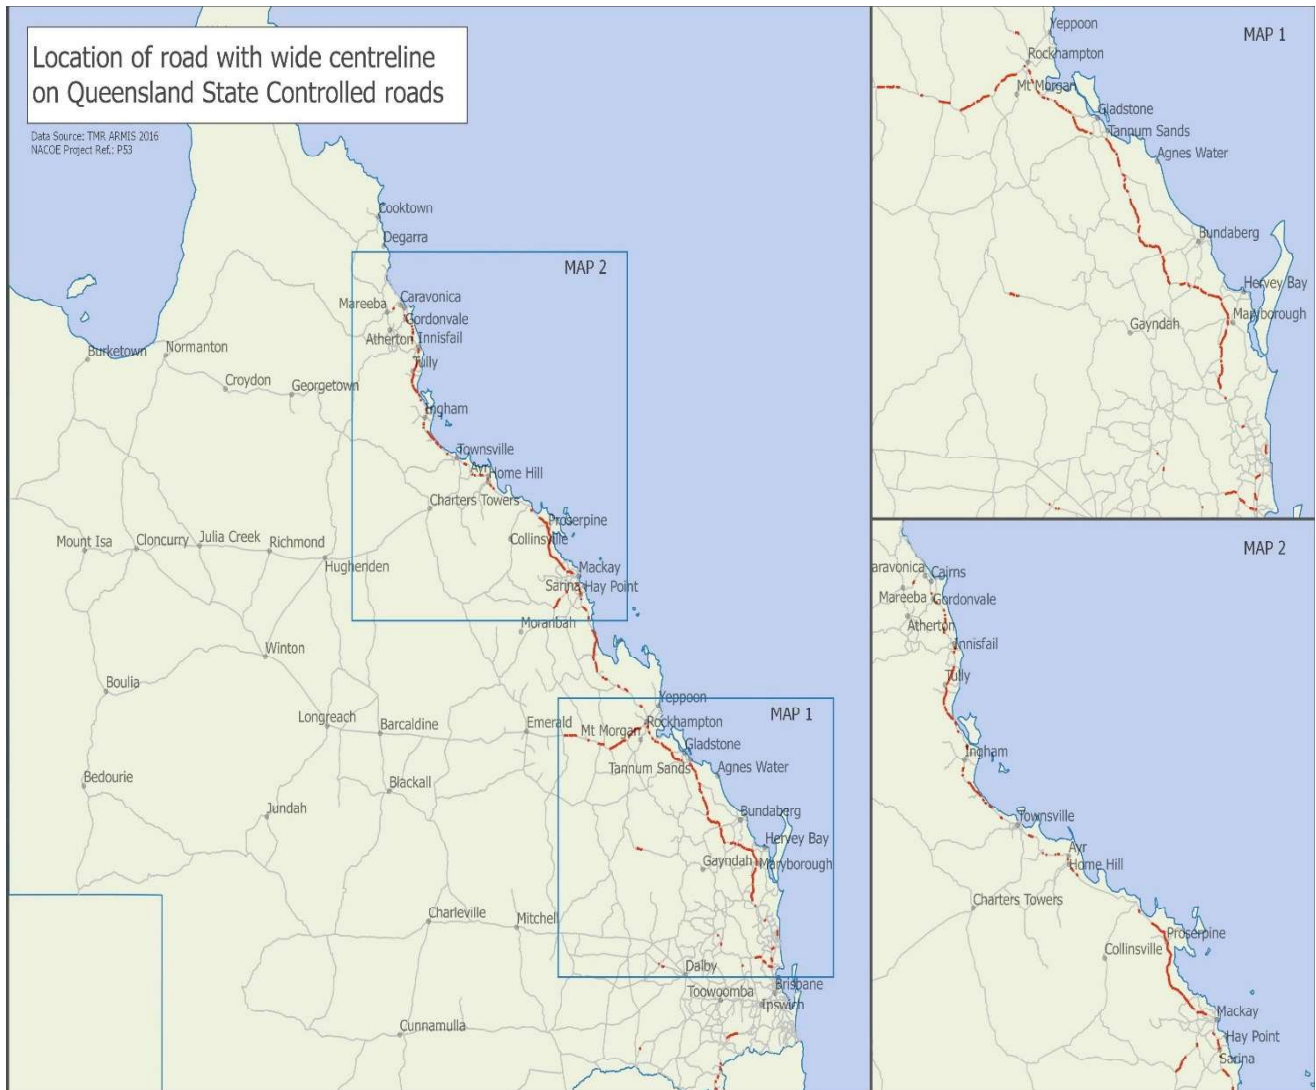 Location of road with wide centreline
on Queensland State Controlled roads
Data Source: TMR ARMIS 2016
NACOE Project Ref.: P53
Cooktown
Degarra
MAP 2
Caravonica
Mareeba
Gordonvale
Atherton
Innisfail
Burketown
Normanton
Tully
Croydon
Georgetown
Ingham
Townsville
Ayr
Home Hill
Charters Towers
Proserpine
Collinsville
Mount Isa
Cloncurry
Julia Creek
Richmond
Hughenden
Mackay
Sarina
Hay Point
Moranbah
Winton
Boulia
Yeppoon
MAP 1
Longreach
Barcaldine
Emerald
Mt Morgan
Rockhampton
Gladstone
Tannum Sands
Agnes Water
Bedourie
Blackall
Jundah
Bundaberg
Hervey Bay
Gayndah
Maryborough
Charleville
Mitchell
Dalby
Brisbane
Toowoomba
Ipswich
Cunnamulla
Yeppoon
MAP 1
Rockhampton
Mt Morgan
Gladstone
Tannum Sands
Agnes Water
Bundaberg
Hervey Bay
Maryborough
Gayndah
MAP 2
aravonica
Cairns
Mareeba
Gordonvale
Atherton
Innisfail
Tully
Ingham
Townsville
Ayr
Home Hill
Charters Towers
Proserpine
Collinsville
Mackay
Hay Point
Sarina